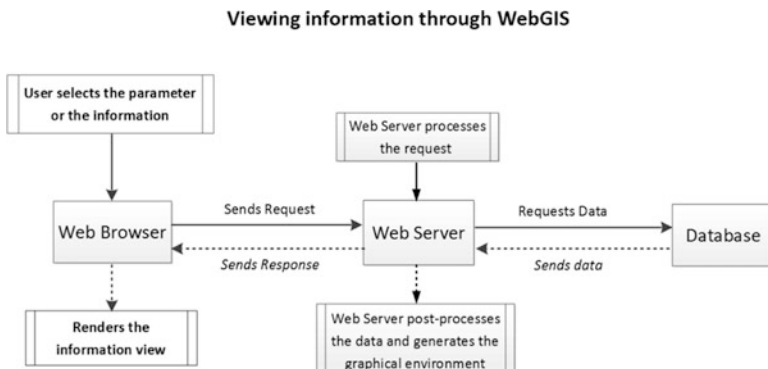 Viewing information through WebGIS
User selects the parameter
or the information
Web Server processes
the request
Web Browser
Sends Request
Sends Response
Web Server
Requests Data
Sends data
Database
Renders the
information view
Web Server post-processes
the data and generates the
graphical environment